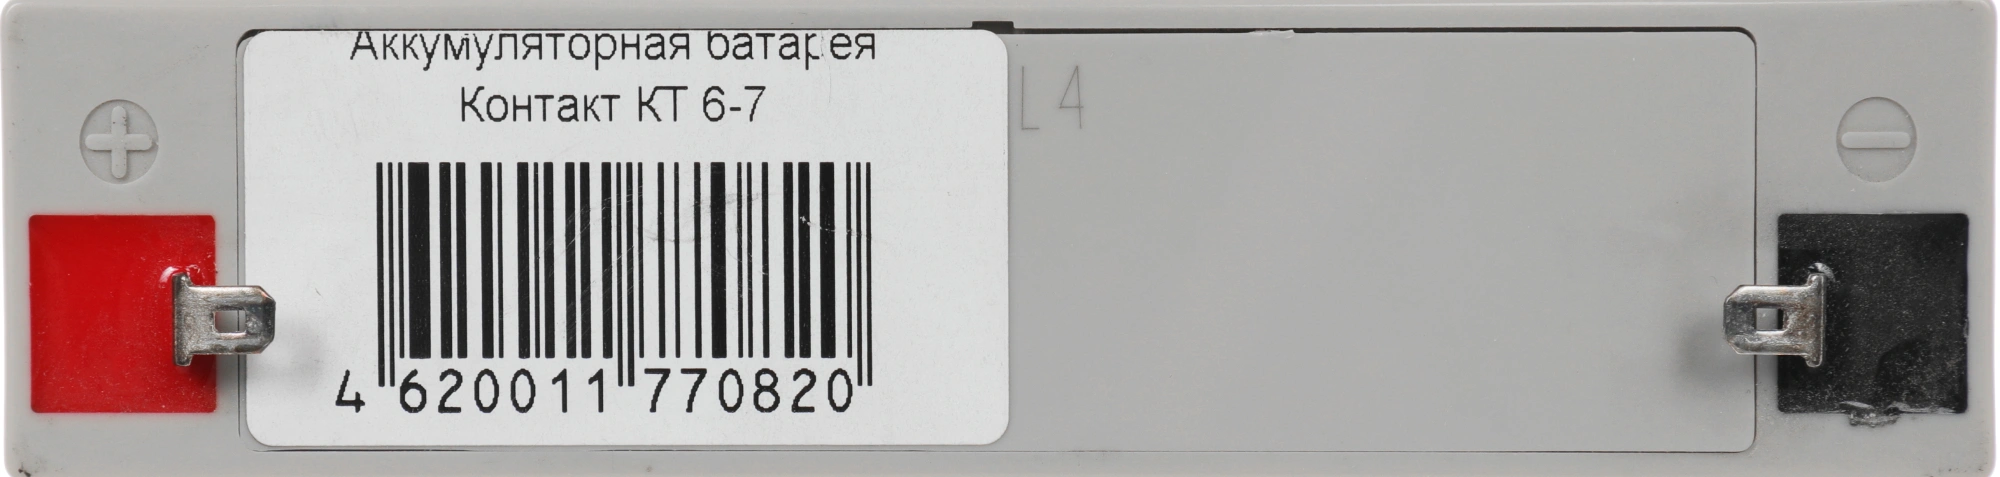 Аккумуляторная батарея
Контакт КТ 6-7
L4
4 620011 770820